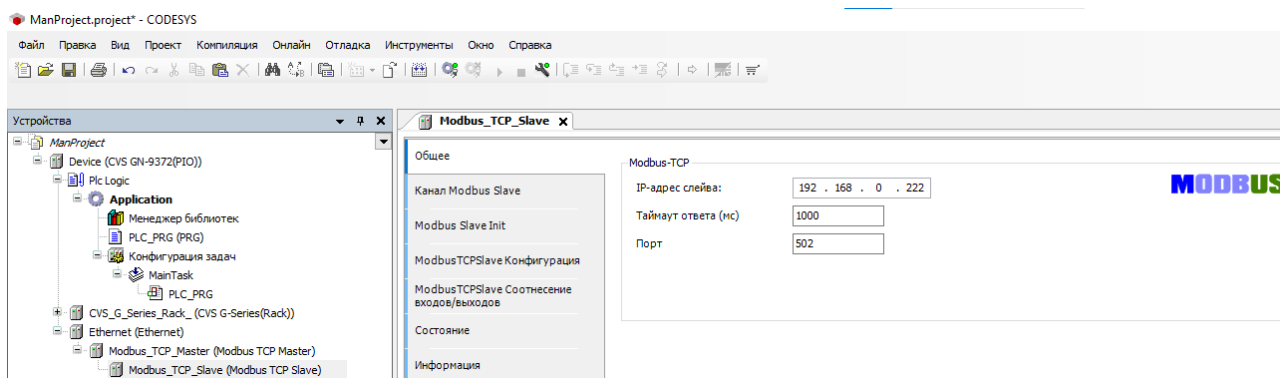 ManProject.project* - CODESYS
Файл Правка Вид Проект Компиляция Онлайн Отладка Инструменты Окно Справка
Устройства
ManProject
Device (CVS GN-9372(PIO))
Plc Logic
Application
Менеджер библиотек
PLC_PRG (PRG)
Конфигурация задач
MainTask
PLC_PRG
CVS_G_Series_Rack_ (CVS G-Series(Rack))
Ethernet (Ethernet)
Modbus_TCP_Master (Modbus TCP Master)
Modbus_TCP_Slave (Modbus TCP Slave)
Modbus_TCP_Slave
Общее
Канал Modbus Slave
Modbus Slave Init
ModbusTCPSlave Конфигурация
ModbusTCPSlave Соотнесение
входов/выходов
Состояние
Информация
Modbus-TCP
IP-адрес слейва: 192 . 168 . 0 . 222
Таймаут ответа (мс) 1000
Порт 502
MODBUS